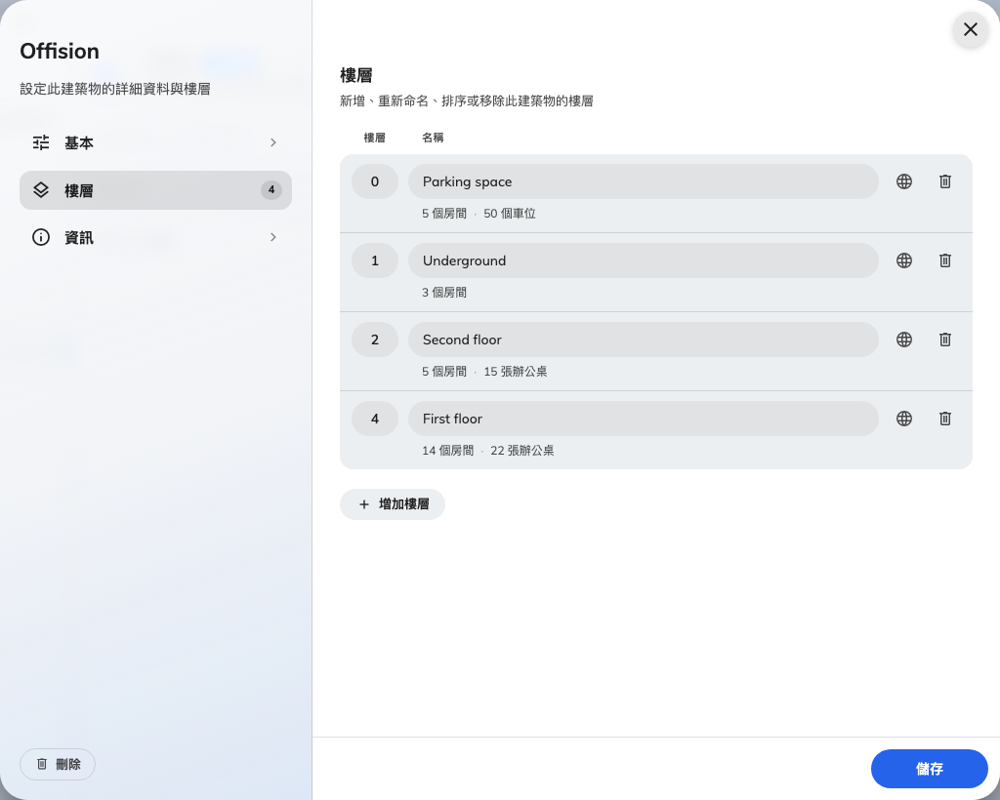 Offision
設定此建築物的詳細資料與樓層
基本
樓層 4
資訊
刪除
樓層
新增、重新命名、排序或移除此建築物的樓層
樓層 名稱
0 Parking space
5 個房間 · 50 個車位
1 Underground
3 個房間
2 Second floor
5 個房間 · 15 張辦公桌
4 First floor
14 個房間 · 22 張辦公桌
+ 增加樓層
儲存